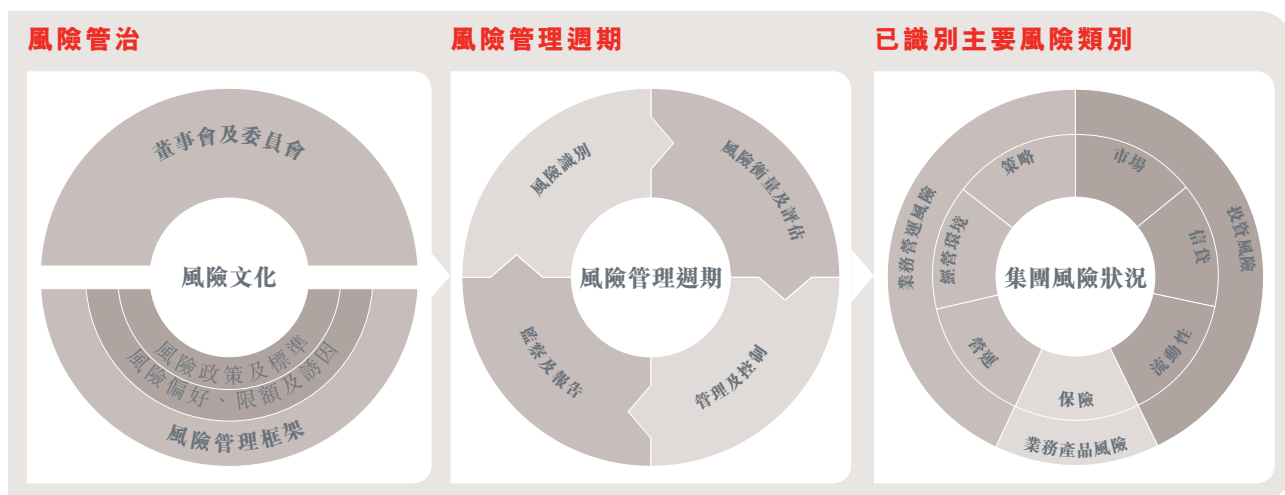 風險管治
董事會及委員會
風險文化
風險政策及標準
風險偏好、限額及誘因
風險管理框架
風險管理週期
風險識別
風險衡量及評估
風險管理週期
監察及報告
管理及控制
已識別主要風險類別
業務營運風險
策略
市場
投資風險
經營環境
信貸
集團風險狀況
營運
流動性
保險
業務產品風險